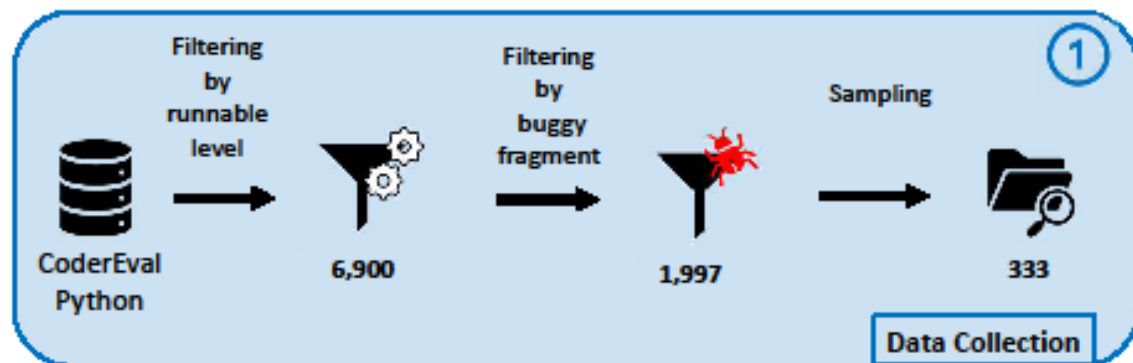 Filtering
by
runnable
level
Filtering
by
buggy
fragment
Sampling
1
CoderEval
Python
6,900
1,997
333
Data Collection